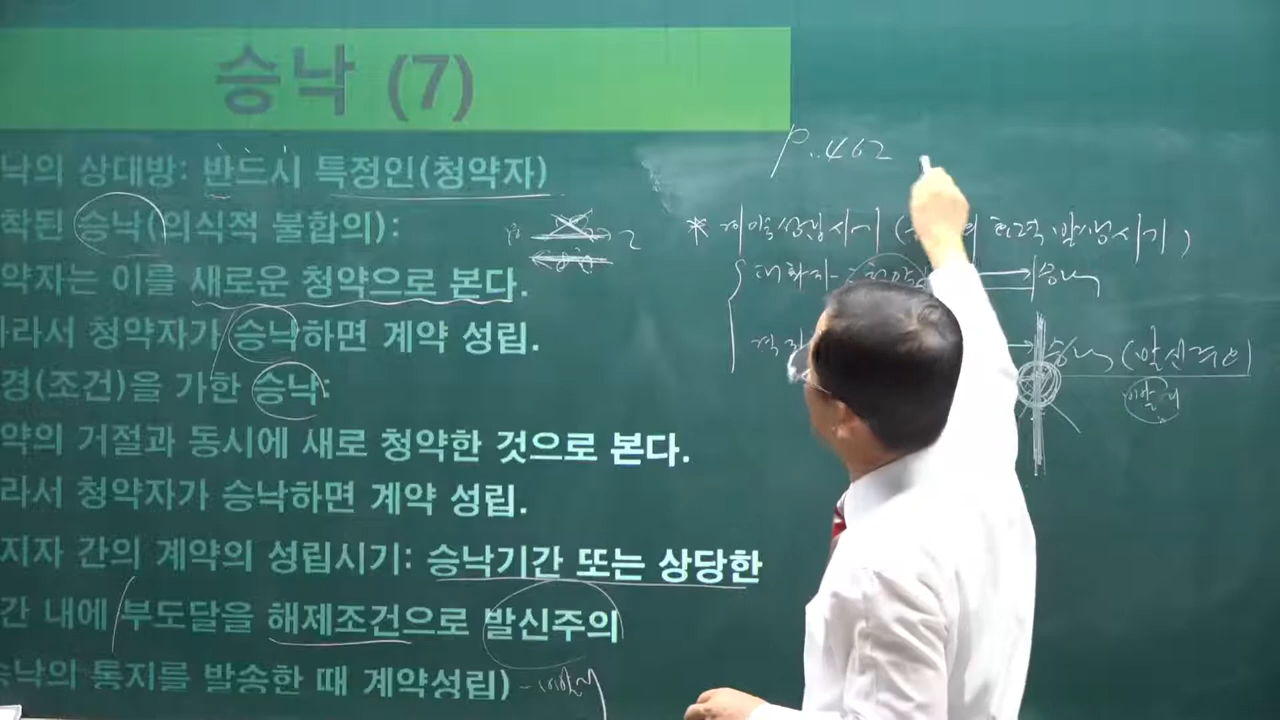 승낙 (7)
낙의 상대방: 반드시 특정인(청약자)
착된 승낙(의식적 불합의):
약자는 이를 새로운 청약으로 본다.
라서 청약자가 승낙하면 계약 성립.
경(조건)을 가한 승낙:
약의 거절과 동시에 새로 청약한 것으로 본다.
라서 청약자가 승낙하면 계약 성립.
지자 간의 계약의 성립시기: 승낙기간 또는 상당한
간 내에 부도달을 해제조건으로 발신주의
승낙의 통지를 발송한 때 계약성립)
P. 462
* 계약성립시기 ( 의 효력 발생시기)
대화자 - 청약 승낙
격지 승낙 (발신주의)